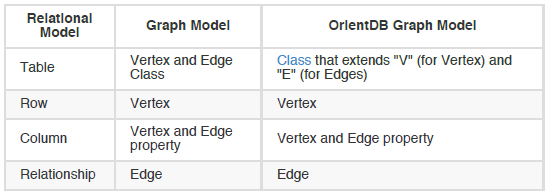 Relational
Model
Graph Model
OrientDB Graph Model
Table
Vertex and Edge
Class
Class that extends "V" (for Vertex) and
"E" (for Edges)
Row
Vertex
Vertex
Column
Vertex and Edge
property
Vertex and Edge property
Relationship
Edge
Edge